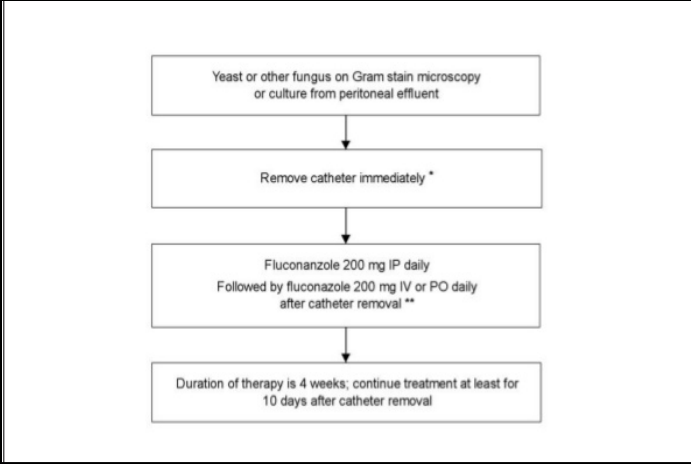 Yeast or other fungus on Gram stain microscopy
or culture from peritoneal effluent
Remove catheter immediately *
Fluconanzole 200 mg IP daily
Followed by fluconazole 200 mg IV or PO daily
after catheter removal **
Duration of therapy is 4 weeks; continue treatment at least for
10 days after catheter removal